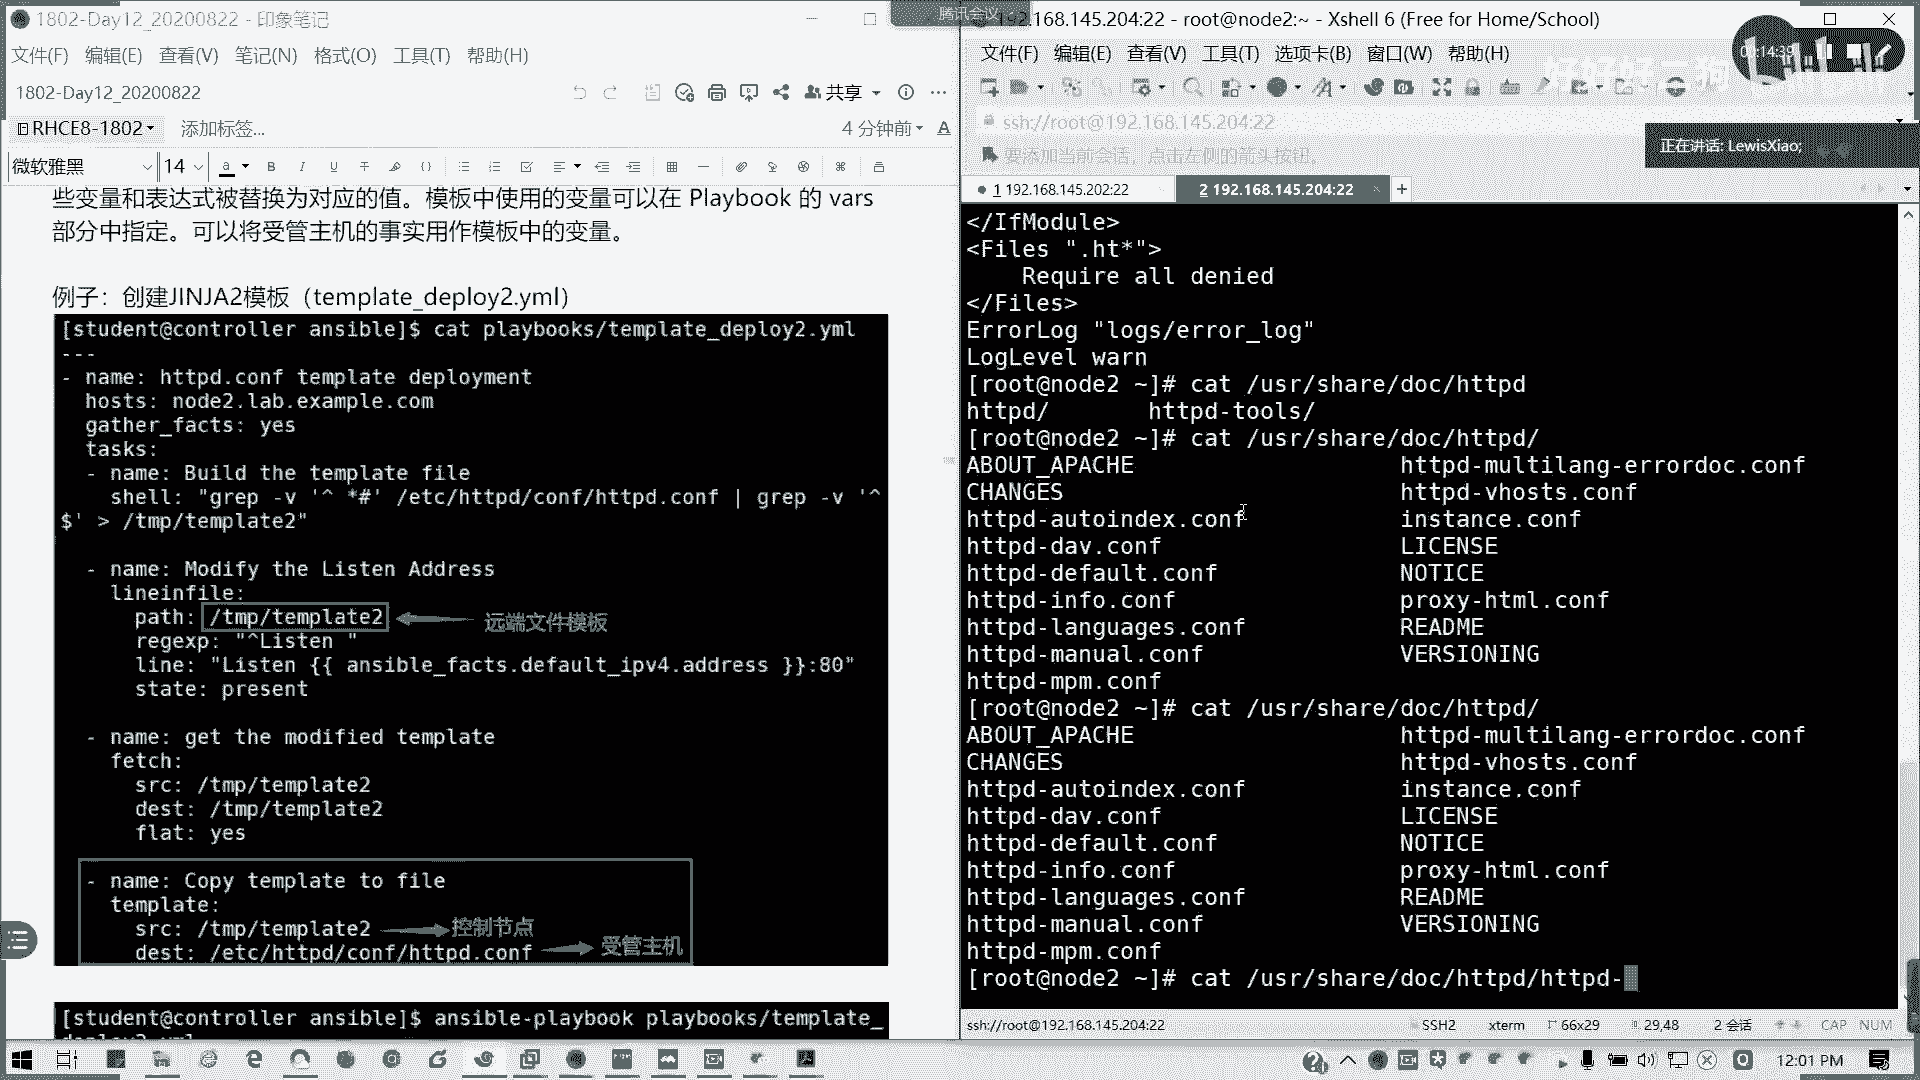 1802-Day12_20200822 - 印象笔记
文件(F) 编辑(E) 查看(V) 笔记(N) 格式(O) 工具(T) 帮助(H)
1802-Day12_20200822
共享
RHCE8-1802
添加标签...
4 分钟前
微软雅黑
14
些变量和表达式被替换为对应的值。模板中使用的变量可以在 Playbook 的 vars
部分中指定。可以将受管主机的事实用作模板中的变量。
例子：创建JINJA2模板（template_deploy2.yml）
[student@controller ansible]$ cat playbooks/template_deploy2.yml
---
- name: httpd.conf template deployment
hosts: node2.lab.example.com
gather_facts: yes
tasks:
- name: Build the template file
shell: "grep -v '^ *#' /etc/httpd/conf/httpd.conf | grep -v '^
$' > /tmp/template2"
- name: Modify the Listen Address
lineinfile:
path: /tmp/template2
远端文件模板
regexp: "^Listen "
line: "Listen {{ ansible_facts.default_ipv4.address }}:80"
state: present
- name: get the modified template
fetch:
src: /tmp/template2
dest: /tmp/template2
flat: yes
- name: Copy template to file
template:
src: /tmp/template2
控制节点
dest: /etc/httpd/conf/httpd.conf
受管主机
[student@controller ansible]$ ansible-playbook playbooks/template_
deploy2.yml
腾讯会议
192.168.145.204:22 - root@node2:~ - Xshell 6 (Free for Home/School)
文件(F) 编辑(E) 查看(V) 工具(T) 选项卡(B) 窗口(W) 帮助(H)
ssh://root@192.168.145.204:22
要添加当前会话，点击左侧的箭头按钮。
正在讲话: LewisXiao;
1 192.168.145.202:22
2 192.168.145.204:22
</IfModule>
<Files ".ht*">
Require all denied
</Files>
ErrorLog "logs/error_log"
LogLevel warn
[root@node2 ~]# cat /usr/share/doc/httpd
httpd/ httpd-tools/
[root@node2 ~]# cat /usr/share/doc/httpd/
ABOUT_APACHE httpd-multilang-errordoc.conf
CHANGES httpd-vhosts.conf
httpd-autoindex.conf instance.conf
httpd-dav.conf LICENSE
httpd-default.conf NOTICE
httpd-info.conf proxy-html.conf
httpd-languages.conf README
httpd-manual.conf VERSIONING
httpd-mpm.conf
[root@node2 ~]# cat /usr/share/doc/httpd/
ABOUT_APACHE httpd-multilang-errordoc.conf
CHANGES httpd-vhosts.conf
httpd-autoindex.conf instance.conf
httpd-dav.conf LICENSE
httpd-default.conf NOTICE
httpd-info.conf proxy-html.conf
httpd-languages.conf README
httpd-manual.conf VERSIONING
httpd-mpm.conf
[root@node2 ~]# cat /usr/share/doc/httpd/httpd-
ssh://root@192.168.145.204:22
SSH2
xterm
66x29
29,48
2 会话
CAP NUM
12:01 PM